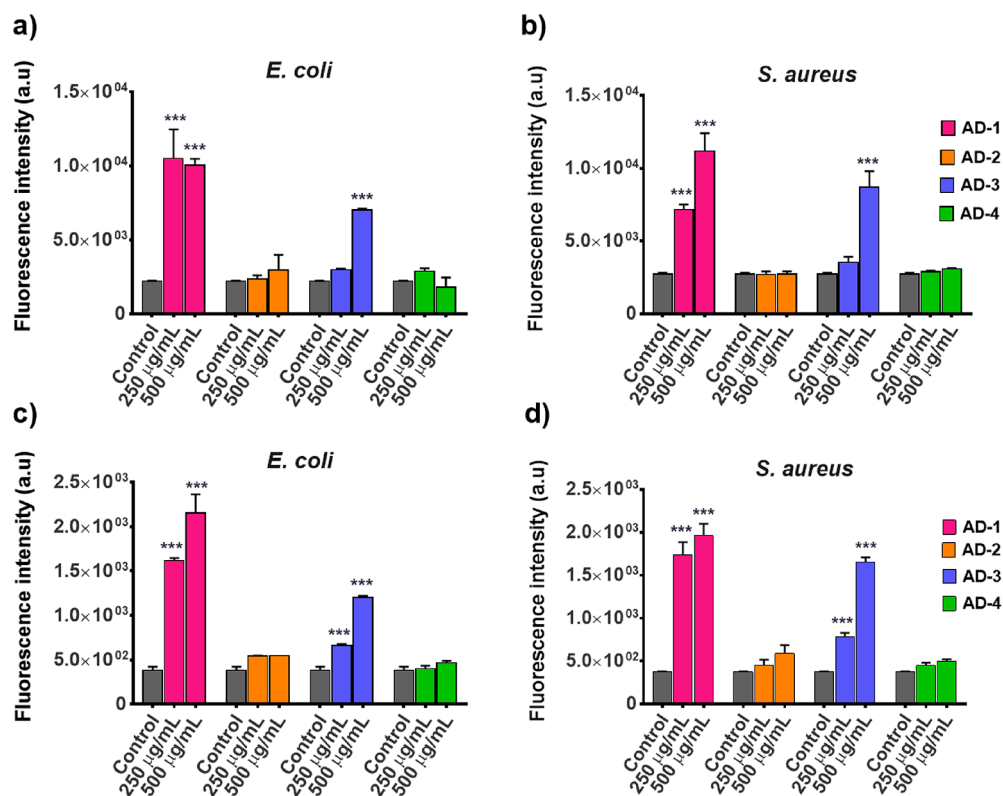 a)
E. coli
Fluorescence intensity (a.u)
1.5×10⁰⁴
1.0×10⁰⁴
5.0×10⁰³
0
***
***
***
Control
250 µg/mL
500 µg/mL
Control
250 µg/mL
500 µg/mL
Control
250 µg/mL
500 µg/mL
Control
250 µg/mL
500 µg/mL
b)
S. aureus
Fluorescence intensity (a.u)
1.5×10⁰⁴
1.0×10⁰⁴
5.0×10⁰³
0
***
***
***
Control
250 µg/mL
500 µg/mL
Control
250 µg/mL
500 µg/mL
Control
250 µg/mL
500 µg/mL
Control
250 µg/mL
500 µg/mL
AD-1
AD-2
AD-3
AD-4
c)
E. coli
Fluorescence intensity (a.u)
2.5×10⁰³
2.0×10⁰³
1.5×10⁰³
1.0×10⁰³
5.0×10⁰²
0
***
***
***
***
Control
250 µg/mL
500 µg/mL
Control
250 µg/mL
500 µg/mL
Control
250 µg/mL
500 µg/mL
Control
250 µg/mL
500 µg/mL
d)
S. aureus
Fluorescence intensity (a.u)
2.5×10⁰³
2.0×10⁰³
1.5×10⁰³
1.0×10⁰³
5.0×10⁰²
0
***
***
***
***
Control
250 µg/mL
500 µg/mL
Control
250 µg/mL
500 µg/mL
Control
250 µg/mL
500 µg/mL
Control
250 µg/mL
500 µg/mL
AD-1
AD-2
AD-3
AD-4